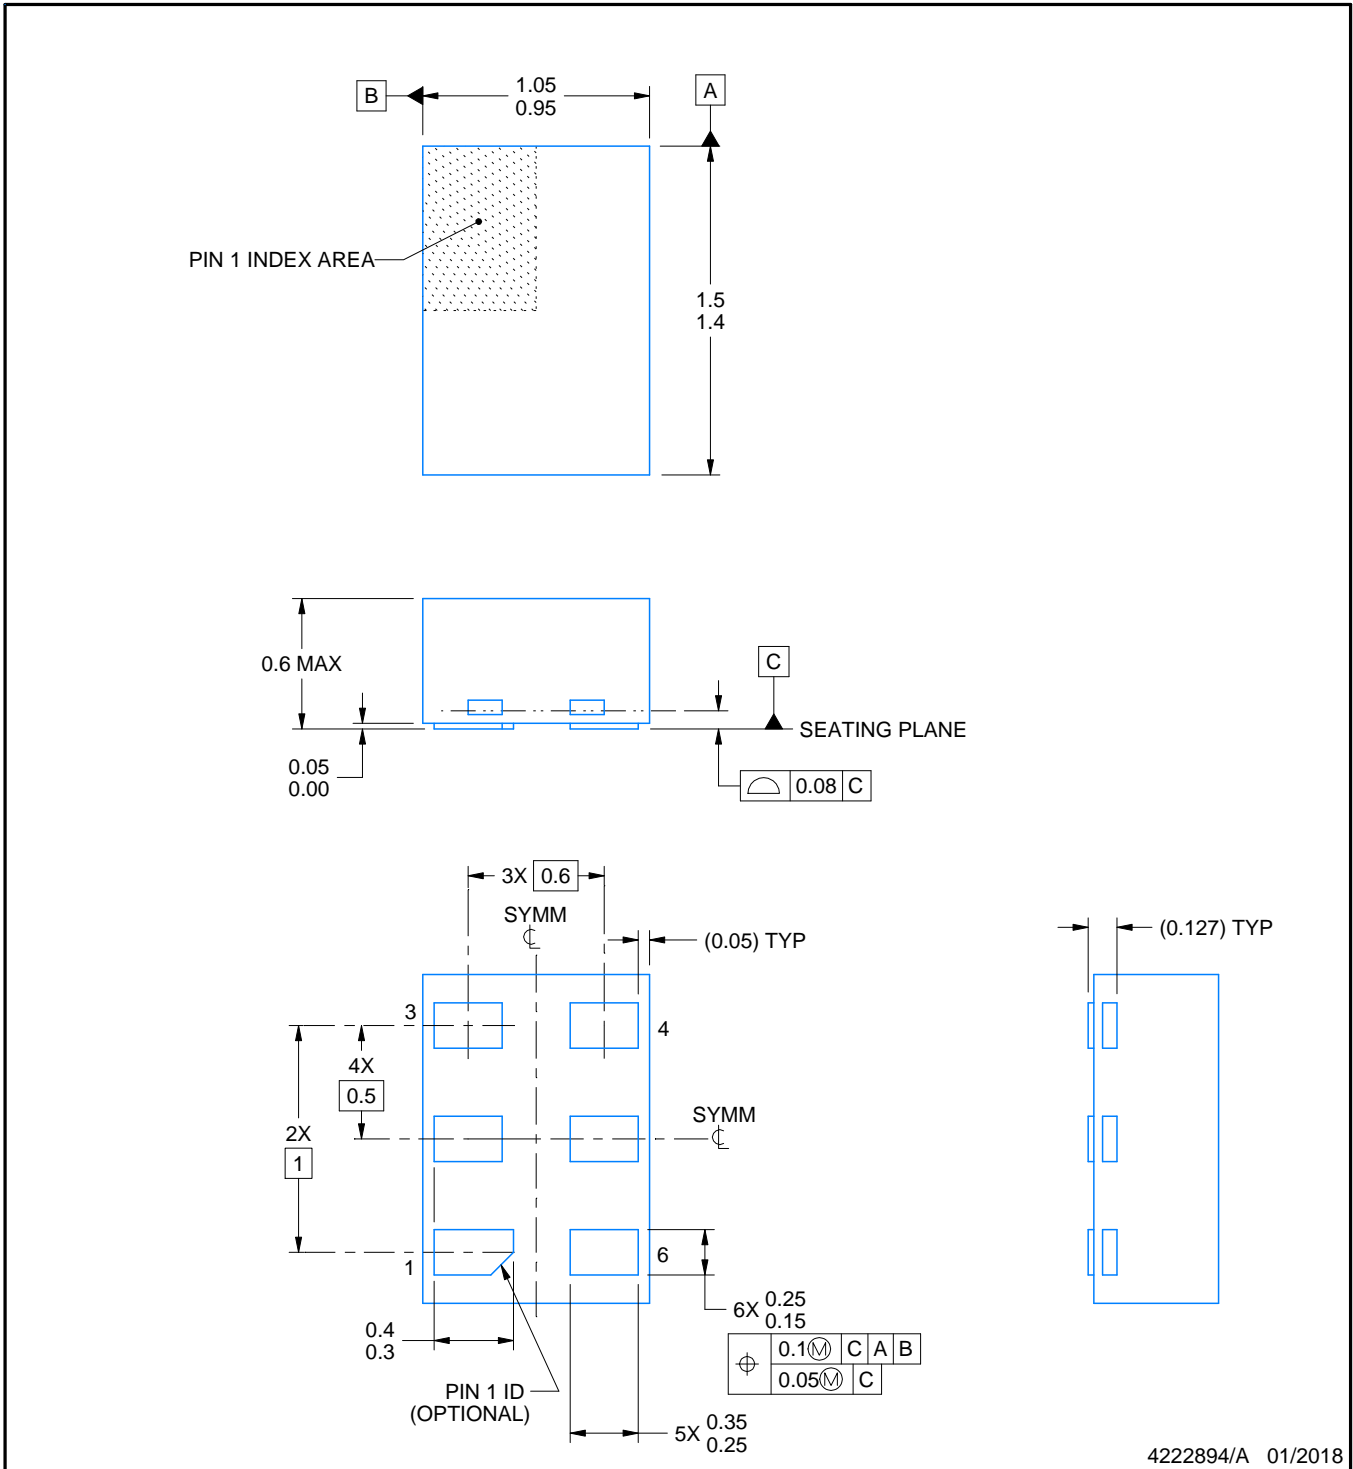 B
1.05
0.95
A
PIN 1 INDEX AREA
1.5
1.4
0.6 MAX
C
SEATING PLANE
0.05
0.00
0.08 C
3X 0.6
SYMM
(0.05) TYP
(0.127) TYP
3
4
4X
0.5
SYMM
2X
1
1
6
6X 0.25
0.15
0.4
0.3
0.1Ⓜ C A B
0.05Ⓜ C
PIN 1 ID
(OPTIONAL)
5X 0.35
0.25
4222894/A 01/2018